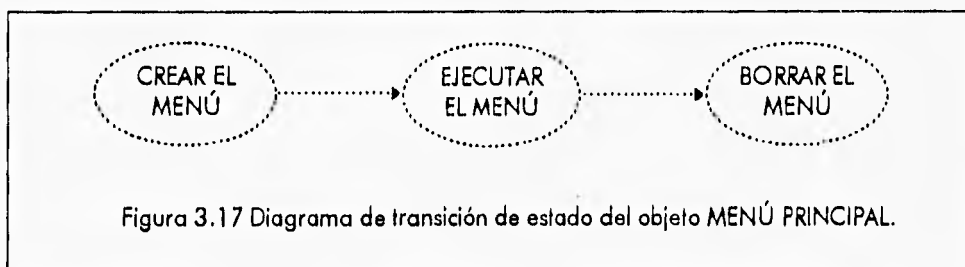 CREAR EL
MENÚ
EJECUTAR
EL MENÚ
BORRAR EL
MENÚ
Figura 3.17 Diagrama de transición de estado del objeto MENÚ PRINCIPAL.